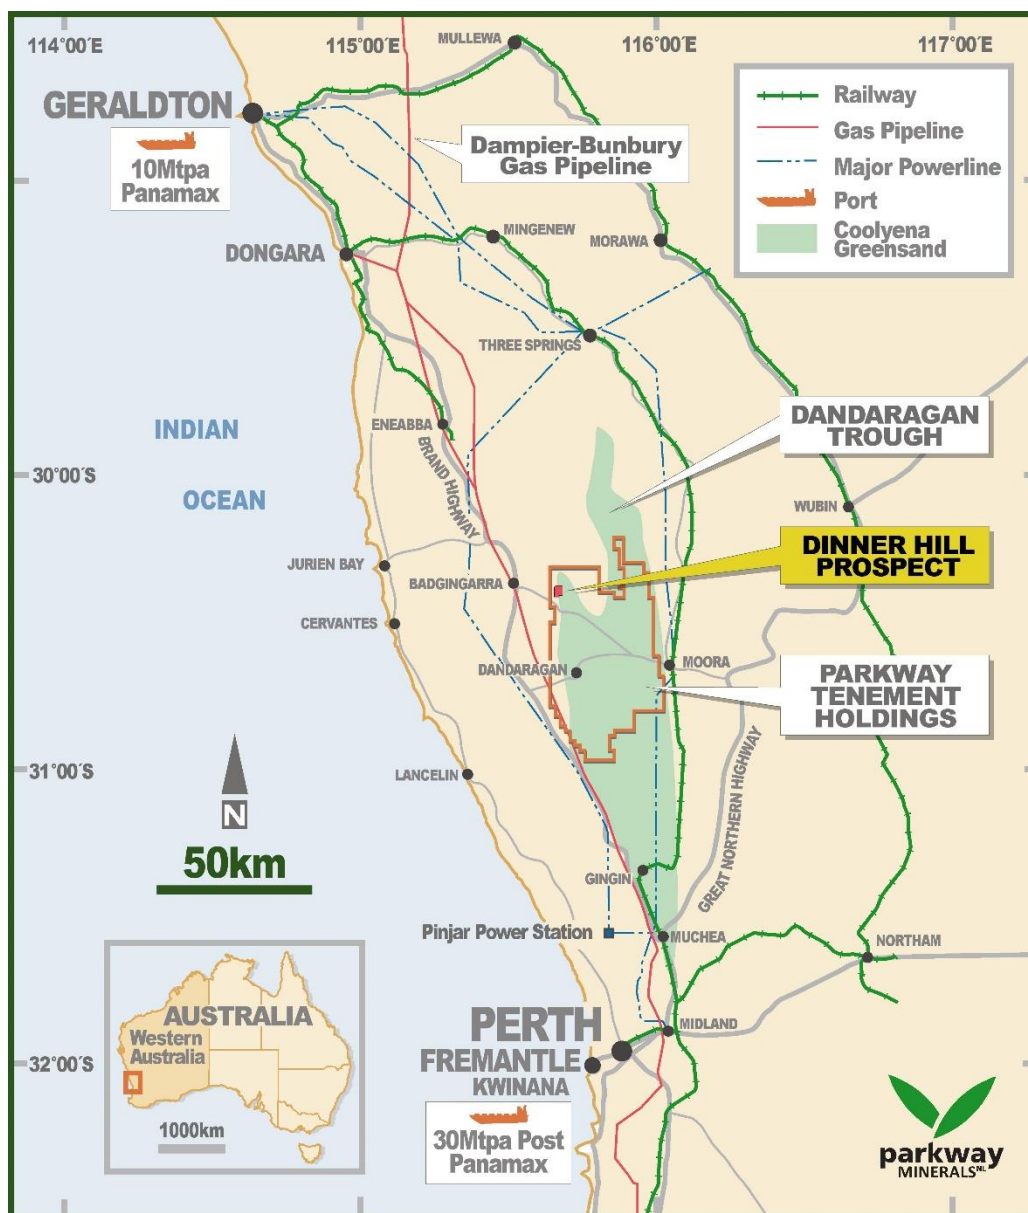 114°00´E
115°00´E
116°00´E
117°00´E
MULLEWA
GERALDTON
10Mtpa
Panamax
Dampier-Bunbury
Gas Pipeline
Railway
Gas Pipeline
Major Powerline
Port
Coolyena
Greensand
DONGARA
MINGENEW
MORAWA
THREE SPRINGS
DANDARAGAN
TROUGH
ENEABBA
BRAND HIGHWAY
INDIAN
OCEAN
30°00´S
WUBIN
DINNER HILL
PROSPECT
JURIEN BAY
BADGINGARRA
CERVANTES
DANDARAGAN
MOORA
PARKWAY
TENEMENT
HOLDINGS
31°00´S
LANCELIN
GREAT NORTHERN HIGHWAY
N
50km
GINGIN
Pinjar Power Station
MUCHEA
NORTHAM
AUSTRALIA
Western
Australia
1000km
PERTH
MIDLAND
FREMANTLE
KWINANA
32°00´S
30Mtpa Post
Panamax
parkway
MINERALS NL